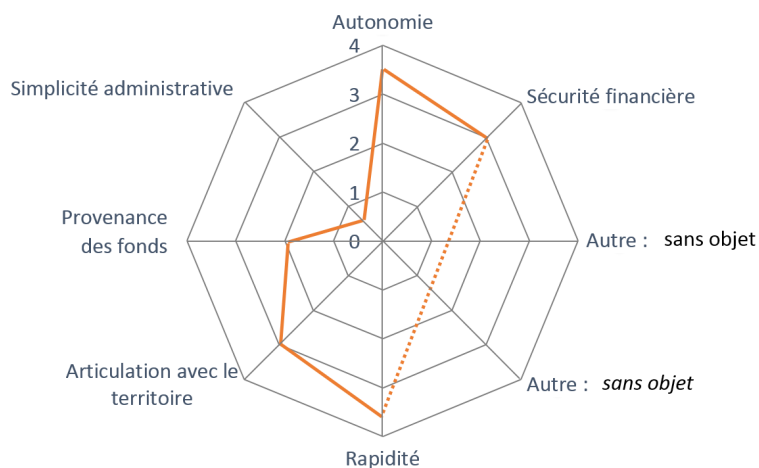 Autonomie
4
Simplicité administrative
Sécurité financière
3
2
1
Provenance
des fonds
0
Autre : sans objet
Articulation avec le
territoire
Autre : sans objet
Rapidité